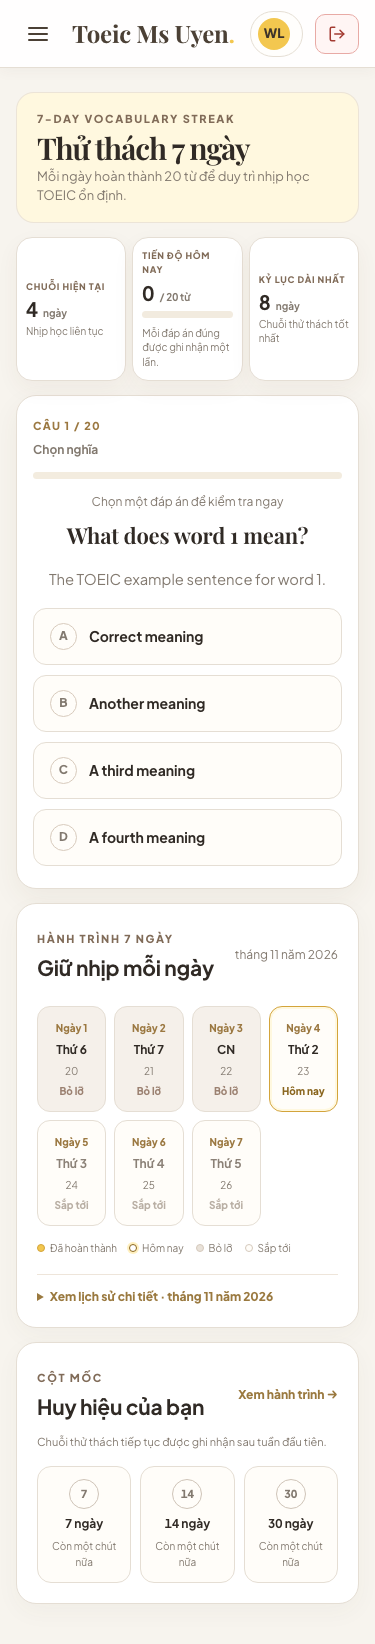 Toeic Ms Uyen.
WL
7-DAY VOCABULARY STREAK
Thử thách 7 ngày
Mỗi ngày hoàn thành 20 từ để duy trì nhịp học
TOEIC ổn định.
CHUỖI HIỆN TẠI
4 ngày
Nhịp học liên tục
TIẾN ĐỘ HÔM
NAY
0 / 20 từ
Mỗi đáp án đúng
được ghi nhận một
lần.
KỶ LỤC DÀI NHẤT
8 ngày
Chuỗi thử thách tốt
nhất
CÂU 1 / 20
Chọn nghĩa
Chọn một đáp án để kiểm tra ngay
What does word 1 mean?
The TOEIC example sentence for word 1.
A Correct meaning
B Another meaning
C A third meaning
D A fourth meaning
HÀNH TRÌNH 7 NGÀY
Giữ nhịp mỗi ngày
tháng 11 năm 2026
Ngày 1
Thứ 6
20
Bỏ lỡ
Ngày 2
Thứ 7
21
Bỏ lỡ
Ngày 3
CN
22
Bỏ lỡ
Ngày 4
Thứ 2
23
Hôm nay
Ngày 5
Thứ 3
24
Sắp tới
Ngày 6
Thứ 4
25
Sắp tới
Ngày 7
Thứ 5
26
Sắp tới
Đã hoàn thành Hôm nay Bỏ lỡ Sắp tới
Xem lịch sử chi tiết · tháng 11 năm 2026
CỘT MỐC
Huy hiệu của bạn
Xem hành trình →
Chuỗi thử thách tiếp tục được ghi nhận sau tuần đầu tiên.
7
7 ngày
Còn một chút
nữa
14
14 ngày
Còn một chút
nữa
30
30 ngày
Còn một chút
nữa